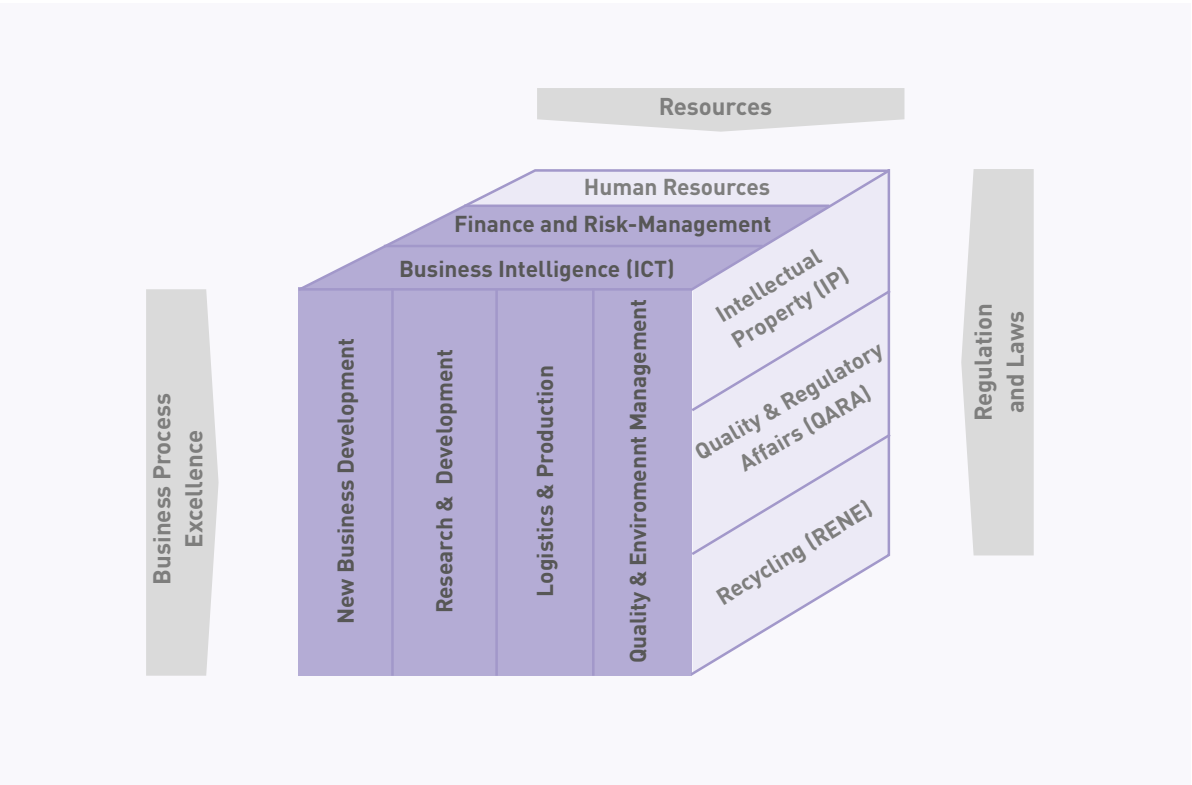 Resources
Human Resources
Finance and Risk-Management
Business Intelligence (ICT)
Business Process
Excellence
New Business Development
Research & Development
Logistics & Production
Quality & Enviromennt Management
Intellectual
Property (IP)
Quality & Regulatory
Affairs (QARA)
Recycling (RENE)
Regulation
and Laws